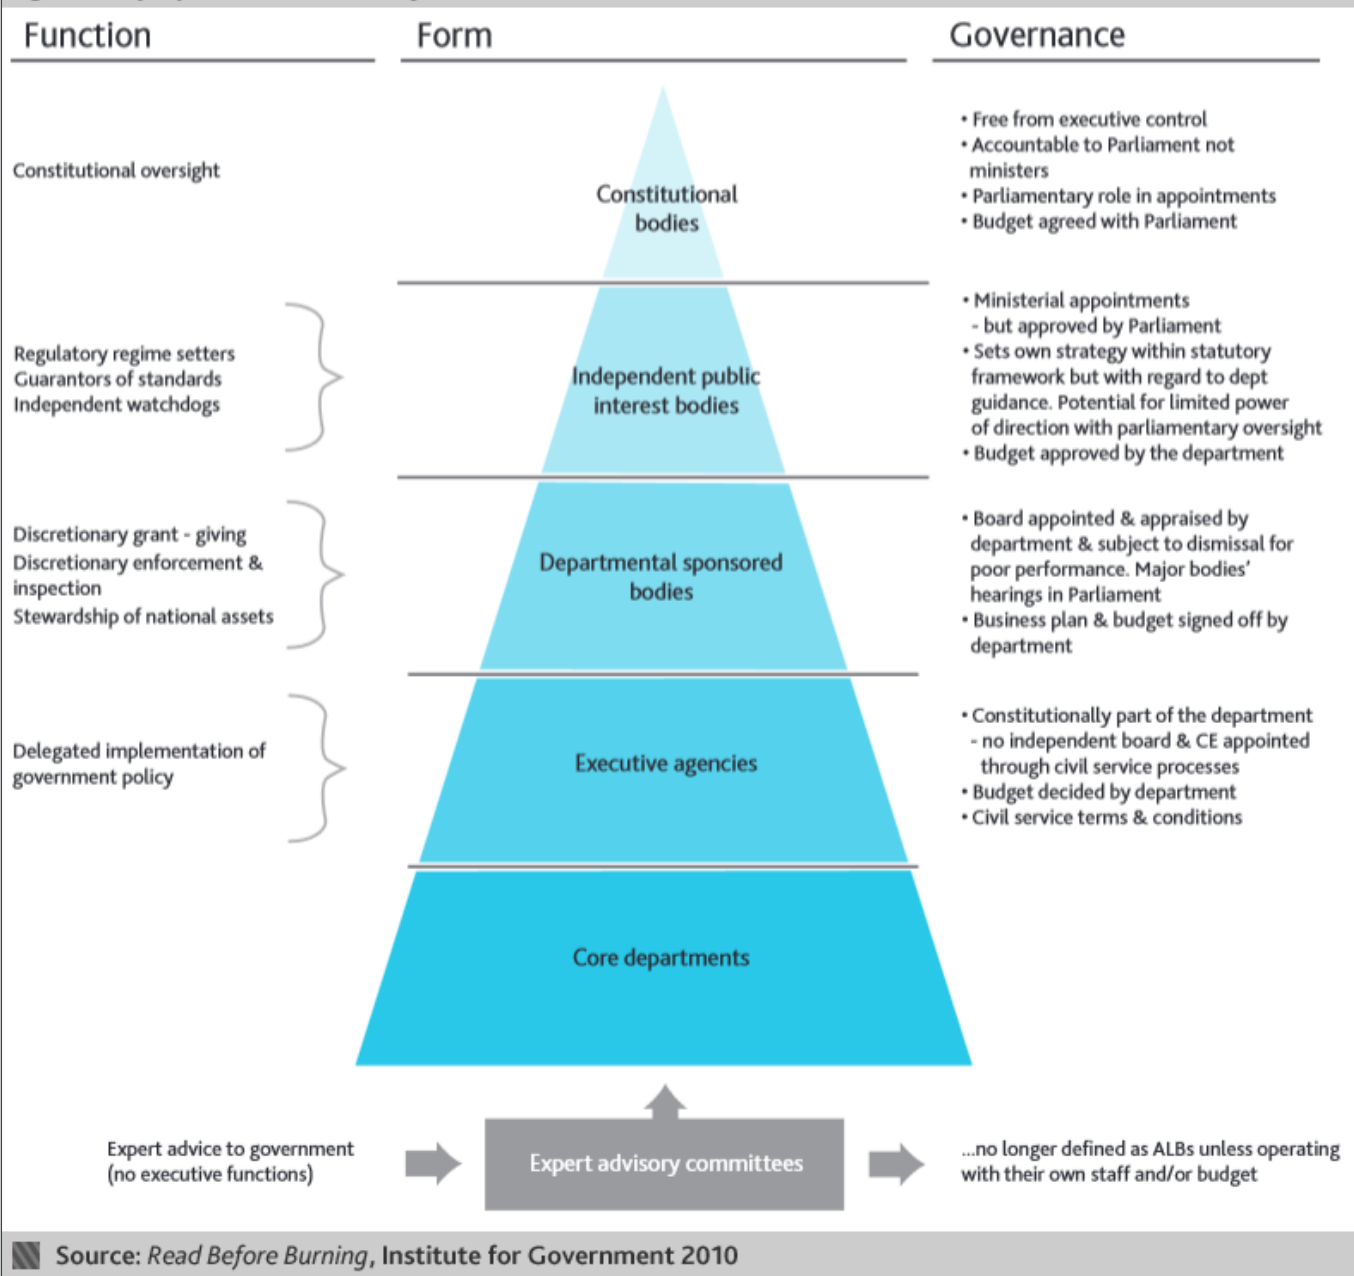 Function
Form
Governance
Constitutional oversight
Constitutional
bodies
• Free from executive control
• Accountable to Parliament not
ministers
• Parliamentary role in appointments
• Budget agreed with Parliament
Regulatory regime setters
Guarantors of standards
Independent watchdogs
Independent public
interest bodies
• Ministerial appointments
- but approved by Parliament
• Sets own strategy within statutory
framework but with regard to dept
guidance. Potential for limited power
of direction with parliamentary oversight
• Budget approved by the department
Discretionary grant - giving
Discretionary enforcement &
inspection
Stewardship of national assets
Departmental sponsored
bodies
• Board appointed & appraised by
department & subject to dismissal for
poor performance. Major bodies'
hearings in Parliament
• Business plan & budget signed off by
department
Delegated implementation of
government policy
Executive agencies
• Constitutionally part of the department
- no independent board & CE appointed
through civil service processes
• Budget decided by department
• Civil service terms & conditions
Core departments
Expert advice to government
(no executive functions)
Expert advisory committees
...no longer defined as ALBs unless operating
with their own staff and/or budget
Source: Read Before Burning, Institute for Government 2010